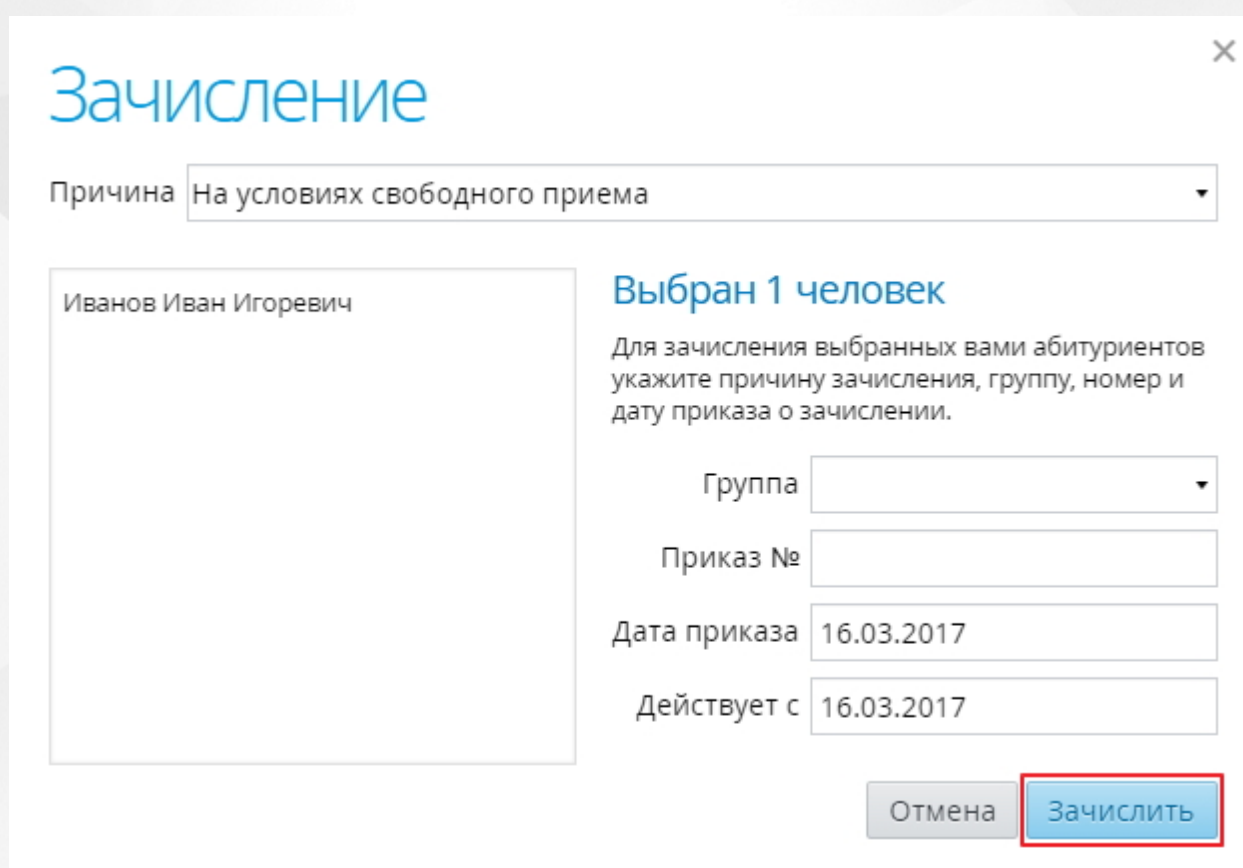 Зачисление
Причина На условиях свободного приема
Иванов Иван Игоревич
Выбран 1 человек
Для зачисления выбранных вами абитуриентов
укажите причину зачисления, группу, номер и
дату приказа о зачислении.
Группа
Приказ №
Дата приказа 16.03.2017
Действует с 16.03.2017
Отмена Зачислить